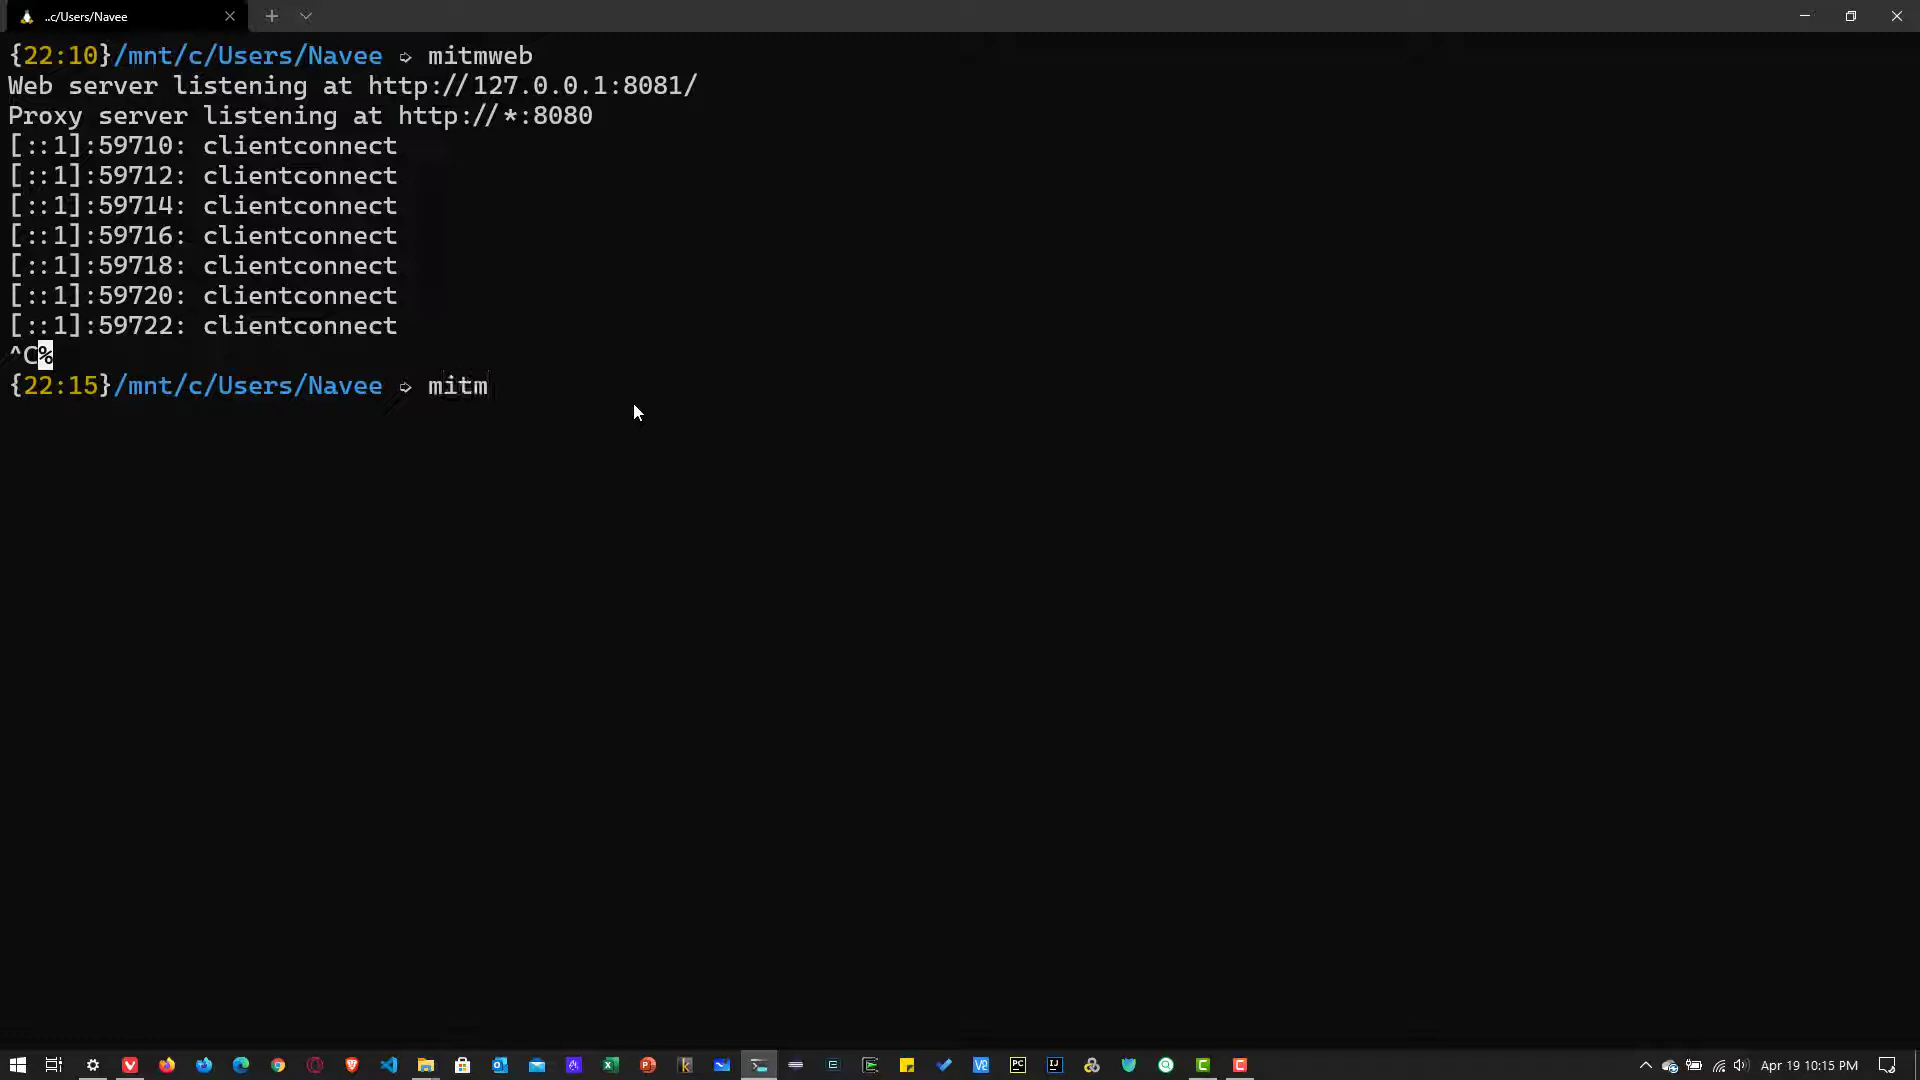 ..c/Users/Navee
{22:10}/mnt/c/Users/Navee ➭ mitmweb
Web server listening at http://127.0.0.1:8081/
Proxy server listening at http://*:8080
[::1]:59710: clientconnect
[::1]:59712: clientconnect
[::1]:59714: clientconnect
[::1]:59716: clientconnect
[::1]:59718: clientconnect
[::1]:59720: clientconnect
[::1]:59722: clientconnect
^C%
{22:15}/mnt/c/Users/Navee ➭ mitm
Apr 19 10:15 PM